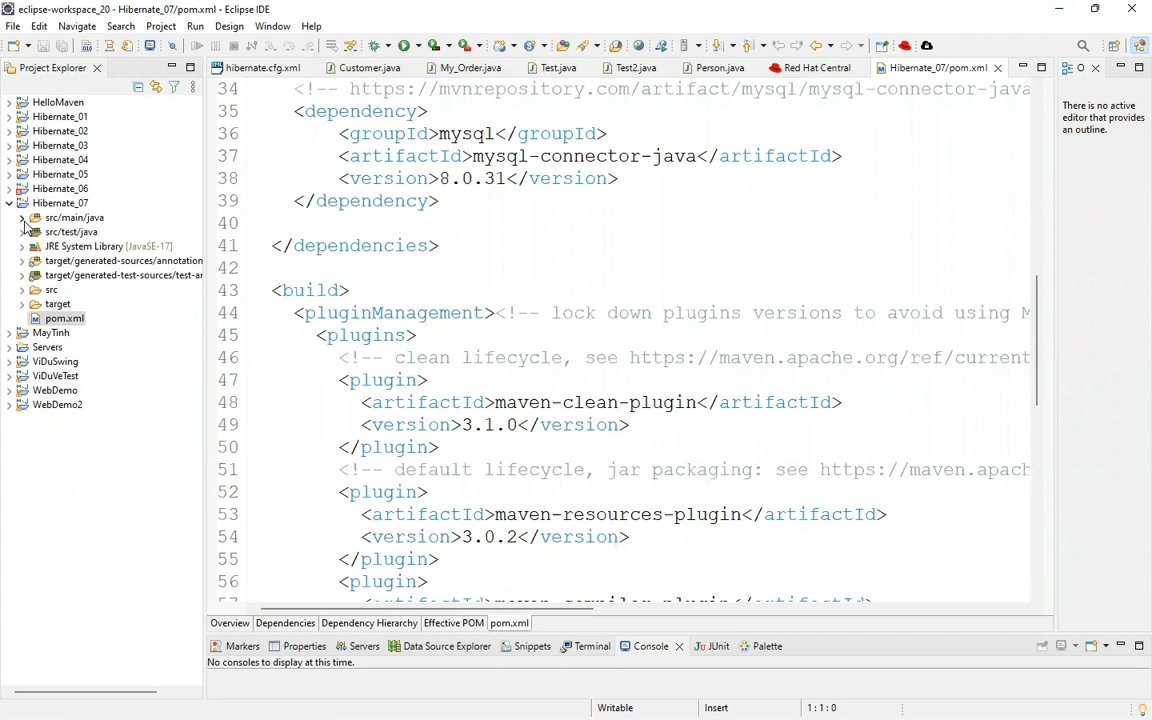 eclipse-workspace_20 - Hibernate_07/pom.xml - Eclipse IDE
File Edit Navigate Search Project Run Design Window Help
Project Explorer
HelloMaven
Hibernate_01
Hibernate_02
Hibernate_03
Hibernate_04
Hibernate_05
Hibernate_06
Hibernate_07
src/main/java
src/test/java
JRE System Library [JavaSE-17]
target/generated-sources/annotation
target/generated-test-sources/test-ar
src
target
pom.xml
MayTinh
Servers
ViDuSwing
ViDuVeTest
WebDemo
WebDemo2
hibernate.cfg.xml Customer.java My_Order.java Test.java Test2.java Person.java Red Hat Central Hibernate_07/pom.xml
34 <!-- https://mvnrepository.com/artifact/mysql/mysql-connector-java
35 <dependency>
36 <groupId>mysql</groupId>
37 <artifactId>mysql-connector-java</artifactId>
38 <version>8.0.31</version>
39 </dependency>
40
41 </dependencies>
42
43 <build>
44 <pluginManagement><!-- lock down plugins versions to avoid using M
45 <plugins>
46 <!-- clean lifecycle, see https://maven.apache.org/ref/current
47 <plugin>
48 <artifactId>maven-clean-plugin</artifactId>
49 <version>3.1.0</version>
50 </plugin>
51 <!-- default lifecycle, jar packaging: see https://maven.apach
52 <plugin>
53 <artifactId>maven-resources-plugin</artifactId>
54 <version>3.0.2</version>
55 </plugin>
56 <plugin>
Overview Dependencies Dependency Hierarchy Effective POM pom.xml
O
There is no active
editor that provides
an outline.
Markers Properties Servers Data Source Explorer Snippets Terminal Console JUnit Palette
No consoles to display at this time.
Writable Insert 1:1:0